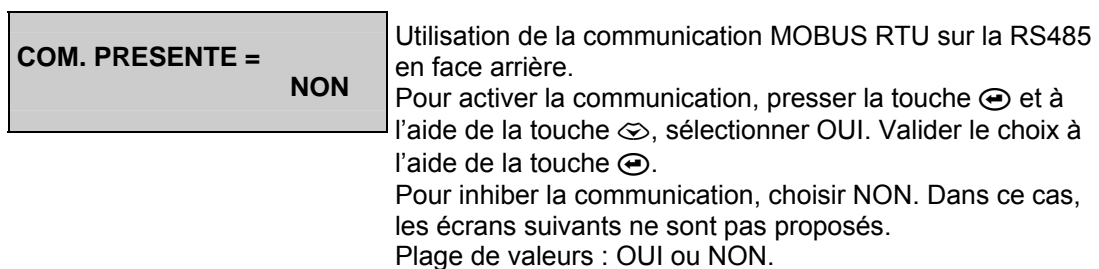 COM. PRESENTE =
NON
Utilisation de la communication MOBUS RTU sur la RS485
en face arrière.
Pour activer la communication, presser la touche et à
l’aide de la touche , sélectionner OUI. Valider le choix à
l’aide de la touche .
Pour inhiber la communication, choisir NON. Dans ce cas,
les écrans suivants ne sont pas proposés.
Plage de valeurs : OUI ou NON.